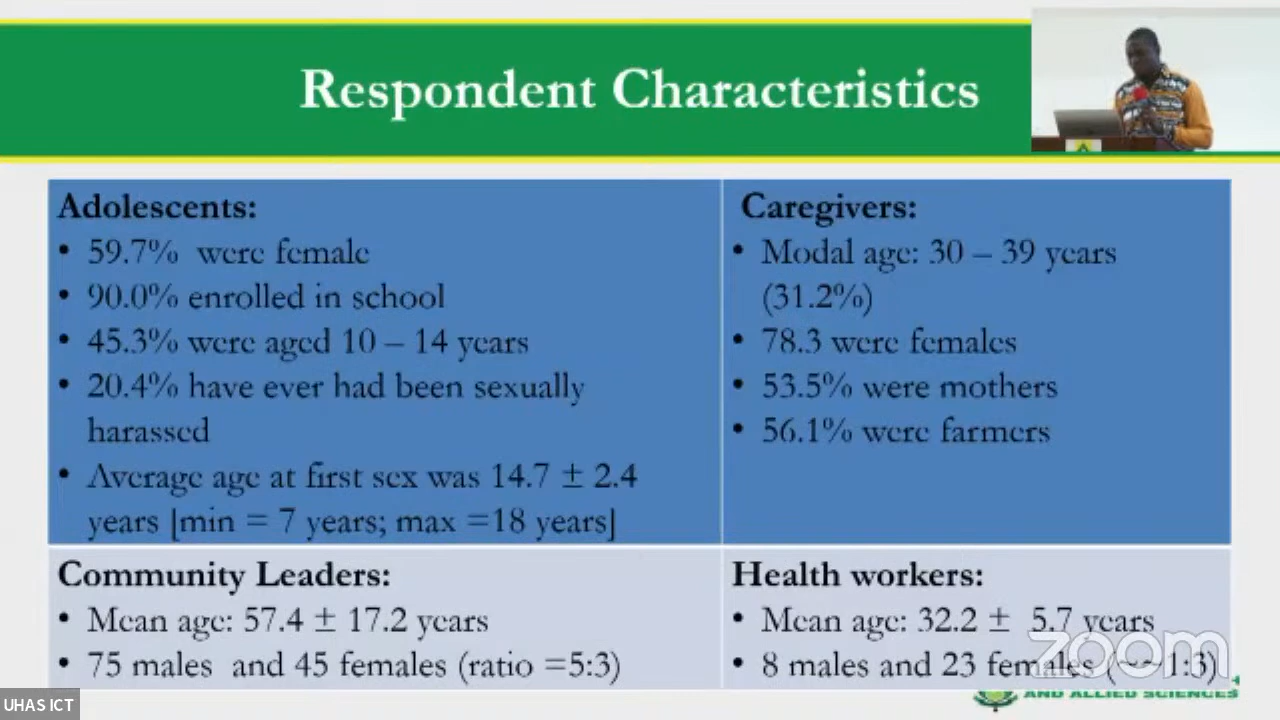 Respondent Characteristics
Adolescents:
• 59.7% were female
• 90.0% enrolled in school
• 45.3% were aged 10 – 14 years
• 20.4% have ever had been sexually
harassed
• Average age at first sex was 14.7 ± 2.4
years [min = 7 years; max =18 years]
Caregivers:
• Modal age: 30 – 39 years
(31.2%)
• 78.3 were females
• 53.5% were mothers
• 56.1% were farmers
Community Leaders:
• Mean age: 57.4 ± 17.2 years
• 75 males and 45 females (ratio =5:3)
Health workers:
• Mean age: 32.2 ± 5.7 years
• 8 males and 23 females (~~1:3)
zoom
AND ALLIED SCIENCES
UHAS ICT